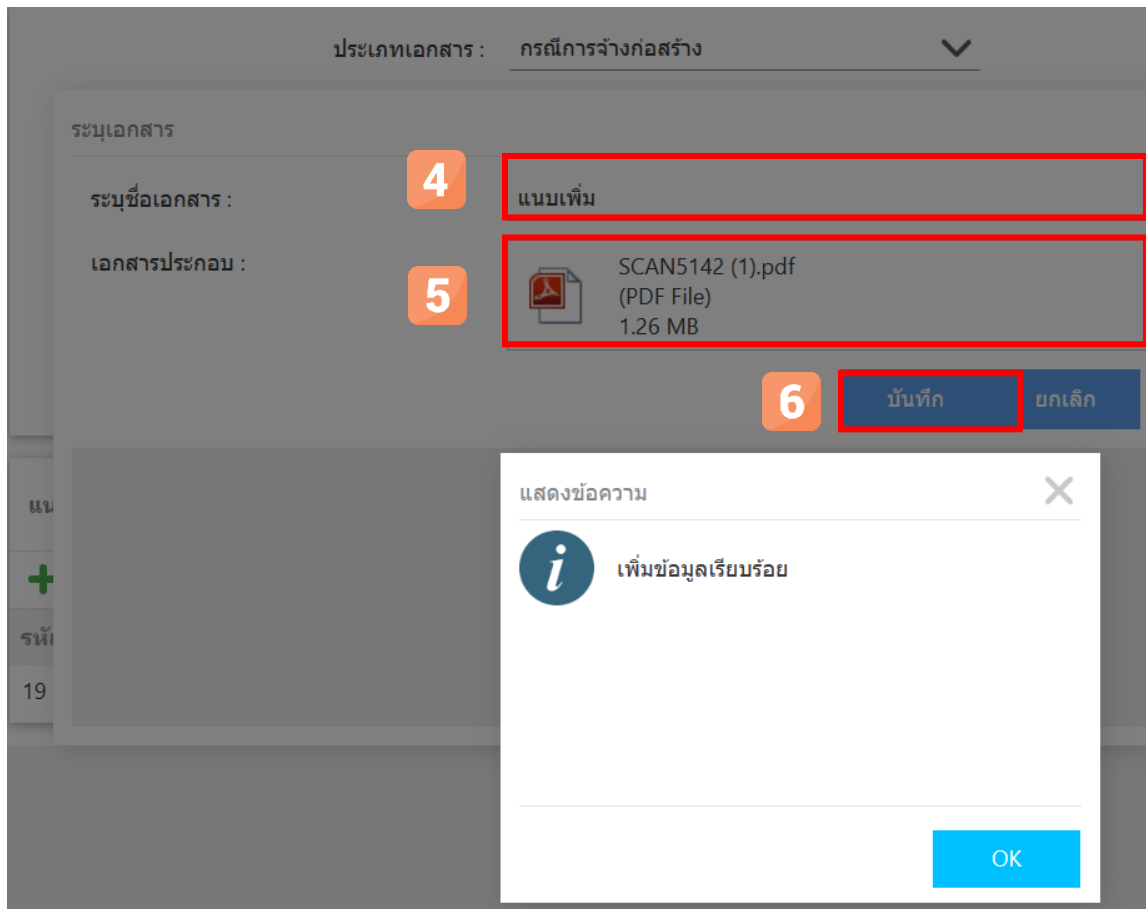 ประเภทเอกสาร : กรณีการจ้างก่อสร้าง
ระบุเอกสาร
4
ระบุชื่อเอกสาร : แนบเพิ่ม
เอกสารประกอบ :
5
SCAN5142 (1).pdf
(PDF File)
1.26 MB
6
บันทึก ยกเลิก
แสดงข้อความ
เพิ่มข้อมูลเรียบร้อย
19
OK